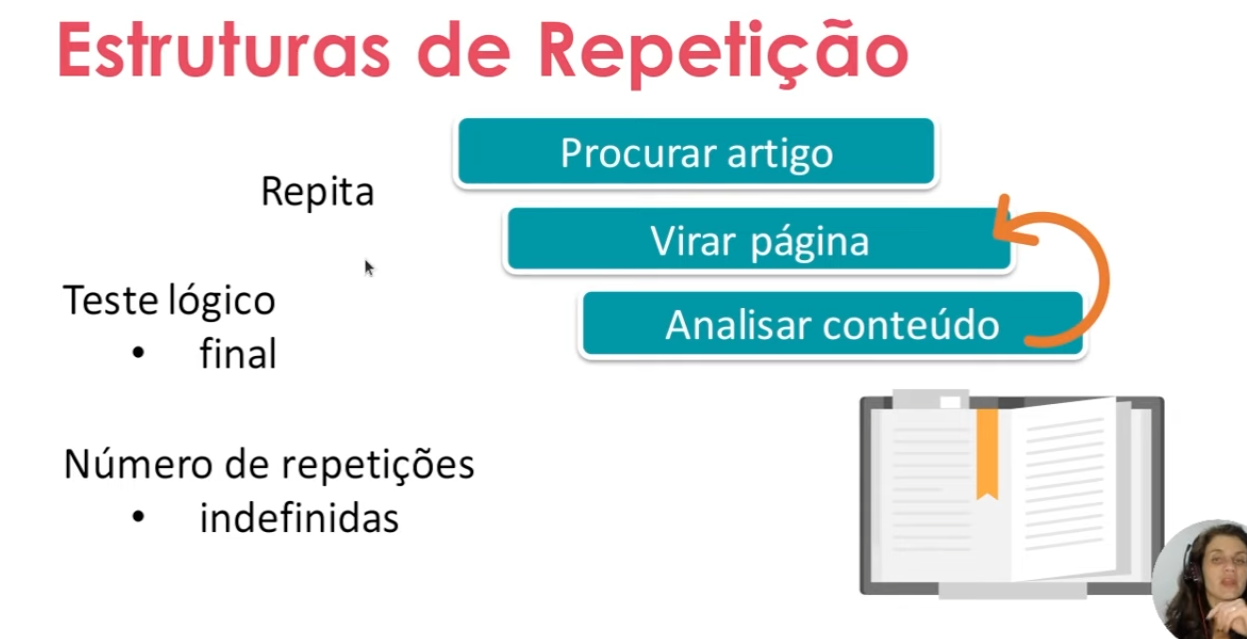 Estruturas de Repetição
Repita
Procurar artigo
Virar página
Analisar conteúdo
Teste lógico
• final
Número de repetições
• indefinidas